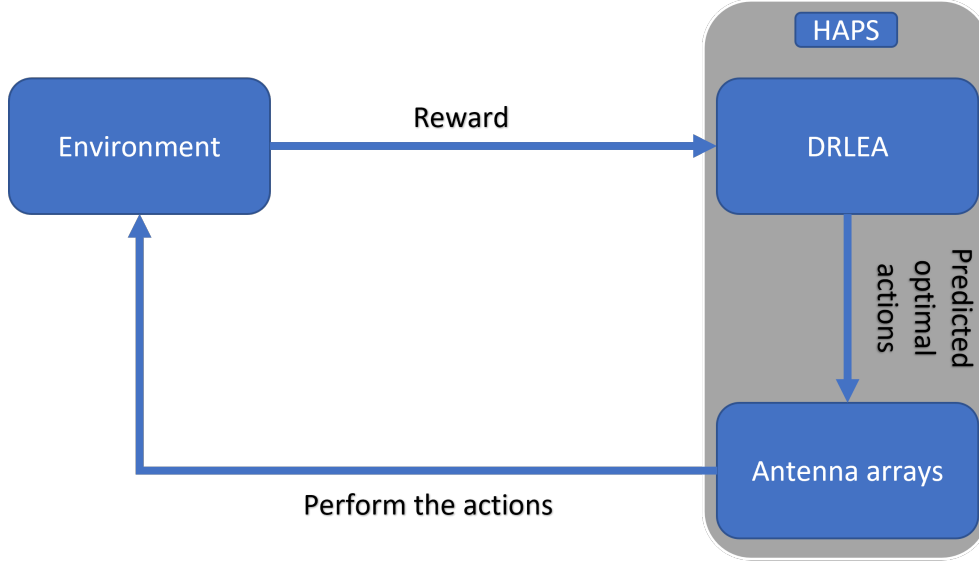 HAPS
Reward
Environment
DRLEA
Predicted
optimal
actions
Antenna arrays
Perform the actions